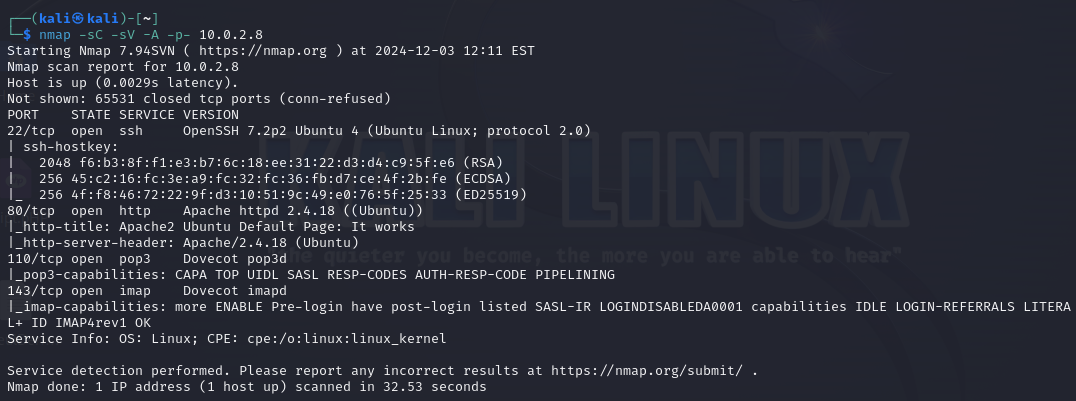 ┌──(kali㉿kali)-[~]
└─$ nmap -sC -sV -A -p- 10.0.2.8
Starting Nmap 7.94SVN ( https://nmap.org ) at 2024-12-03 12:11 EST
Nmap scan report for 10.0.2.8
Host is up (0.0029s latency).
Not shown: 65531 closed tcp ports (conn-refused)
PORT    STATE SERVICE VERSION
22/tcp  open  ssh     OpenSSH 7.2p2 Ubuntu 4 (Ubuntu Linux; protocol 2.0)
| ssh-hostkey:
|   2048 f6:b3:8f:f1:e3:b7:6c:18:ee:31:22:d3:d4:c9:5f:e6 (RSA)
|   256 45:c2:16:fc:3e:a9:fc:32:fc:36:fb:d7:ce:4f:2b:fe (ECDSA)
|_  256 4f:f8:46:72:22:9f:d3:10:51:9c:49:e0:76:5f:25:33 (ED25519)
80/tcp  open  http    Apache httpd 2.4.18 ((Ubuntu))
|_http-title: Apache2 Ubuntu Default Page: It works
|_http-server-header: Apache/2.4.18 (Ubuntu)
110/tcp open  pop3    Dovecot pop3d
|_pop3-capabilities: CAPA TOP UIDL SASL RESP-CODES AUTH-RESP-CODE PIPELINING
143/tcp open  imap    Dovecot imapd
|_imap-capabilities: more ENABLE Pre-login have post-login listed SASL-IR LOGINDISABLEDA0001 capabilities IDLE LOGIN-REFERRALS LITERA
L+ ID IMAP4rev1 OK
Service Info: OS: Linux; CPE: cpe:/o:linux:linux_kernel

Service detection performed. Please report any incorrect results at https://nmap.org/submit/ .
Nmap done: 1 IP address (1 host up) scanned in 32.53 seconds
KALI LINUX
the quieter you become, the more you are able to hear"